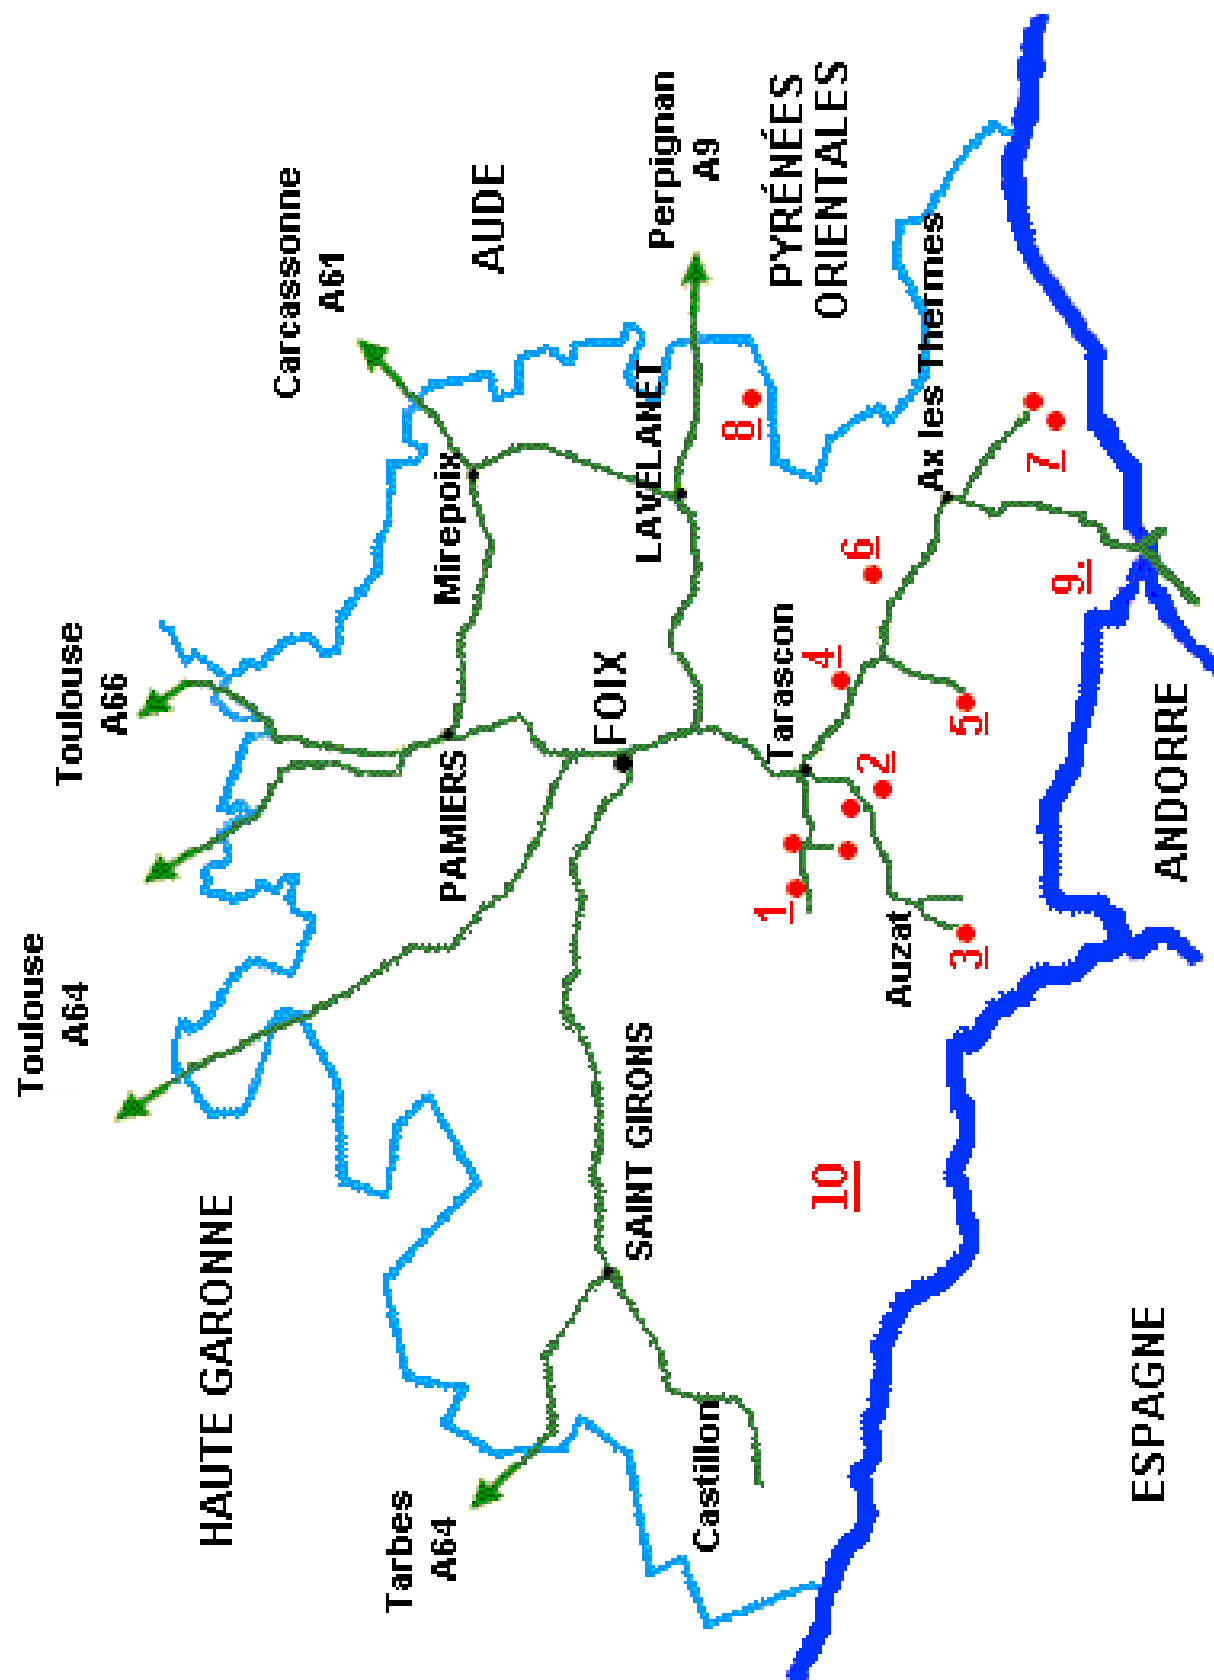 Toulouse
A64
Toulouse
A66
HAUTE GARONNE
Carcassonne
A61
Tarbes
A64
PAMIERS
Mirepoix
AUDE
FOIX
SAINT GIRONS
LAVELANET
Perpignan
A9
Castillon
8
1
Tarascon
PYRÉNÉES
ORIENTALES
4
10
6
2
Auzat
Ax les Thermes
3
5
7
9.
ESPAGNE
ANDORRE